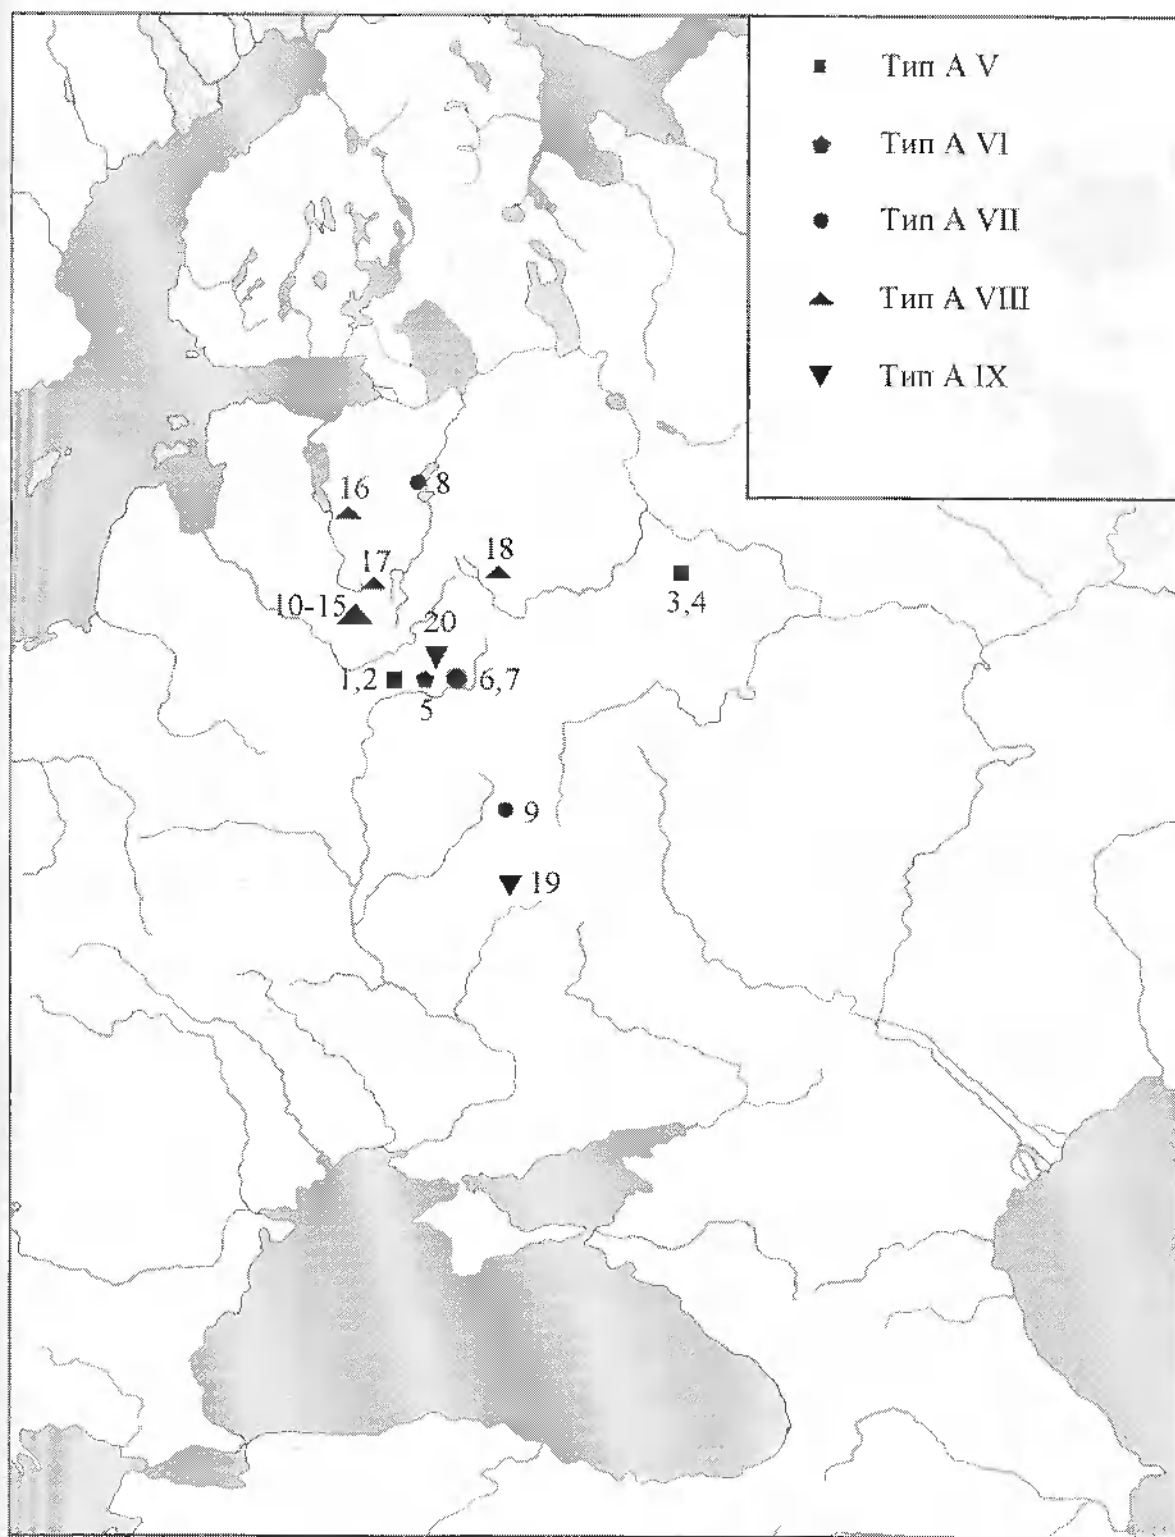 Тип А V
Тип А VI
Тип А VII
Тип А VIII
Тип А IX
8
16
18
17
3,4
10-15
20
1,2
6,7
5
9
19